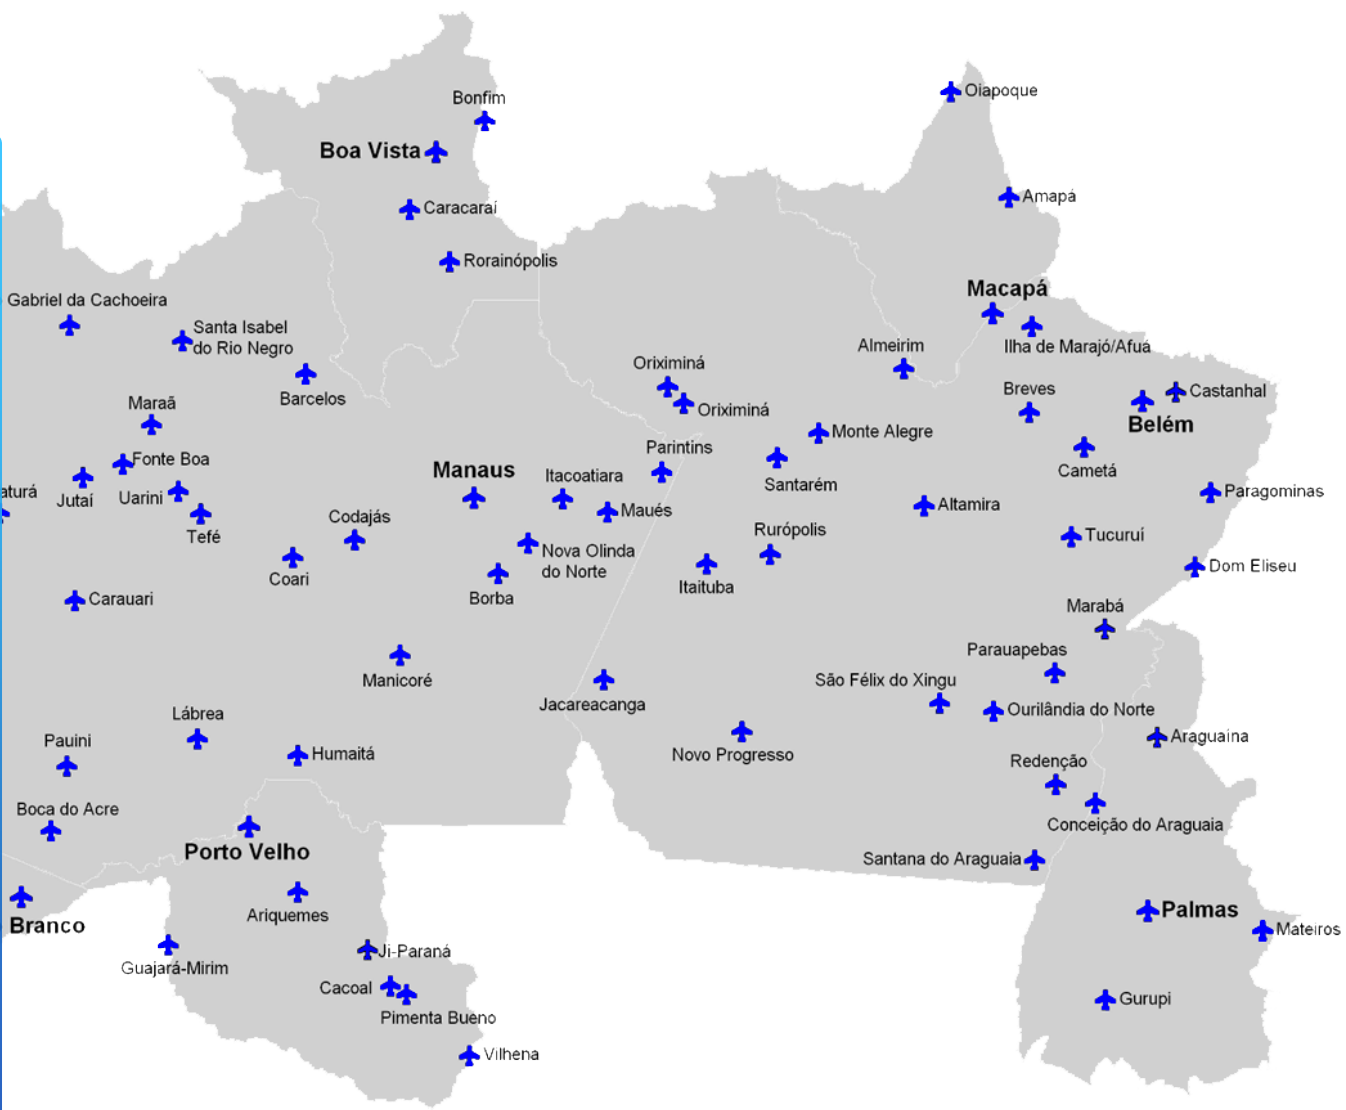 Oiapoque
Bonfim
Boa Vista
Amapá
Caracaraí
Rorainópolis
Macapá
Gabriel da Cachoeira
Santa Isabel
do Rio Negro
Ilha de Marajó/Afuá
Almeirim
Oriximiná
Breves
Castanhal
Barcelos
Maraã
Oriximiná
Belém
Monte Alegre
Parintins
Fonte Boa
Manaus
Cametá
Itacoatiara
Santarém
aturá
Jutaí
Uarini
Paragominas
Altamira
Maués
Codajás
Rurópolis
Tefé
Tucuruí
Nova Olinda
do Norte
Dom Eliseu
Coari
Itaituba
Borba
Carauari
Marabá
Parauapebas
Manicoré
São Félix do Xingu
Jacareacanga
Ourilândia do Norte
Lábrea
Araguaína
Pauini
Humaitá
Novo Progresso
Redenção
Boca do Acre
Conceição do Araguaia
Porto Velho
Santana do Araguaia
Palmas
Ariquemes
Branco
Mateiros
Ji-Paraná
Guajará-Mirim
Cacoal
Gurupi
Pimenta Bueno
Vilhena